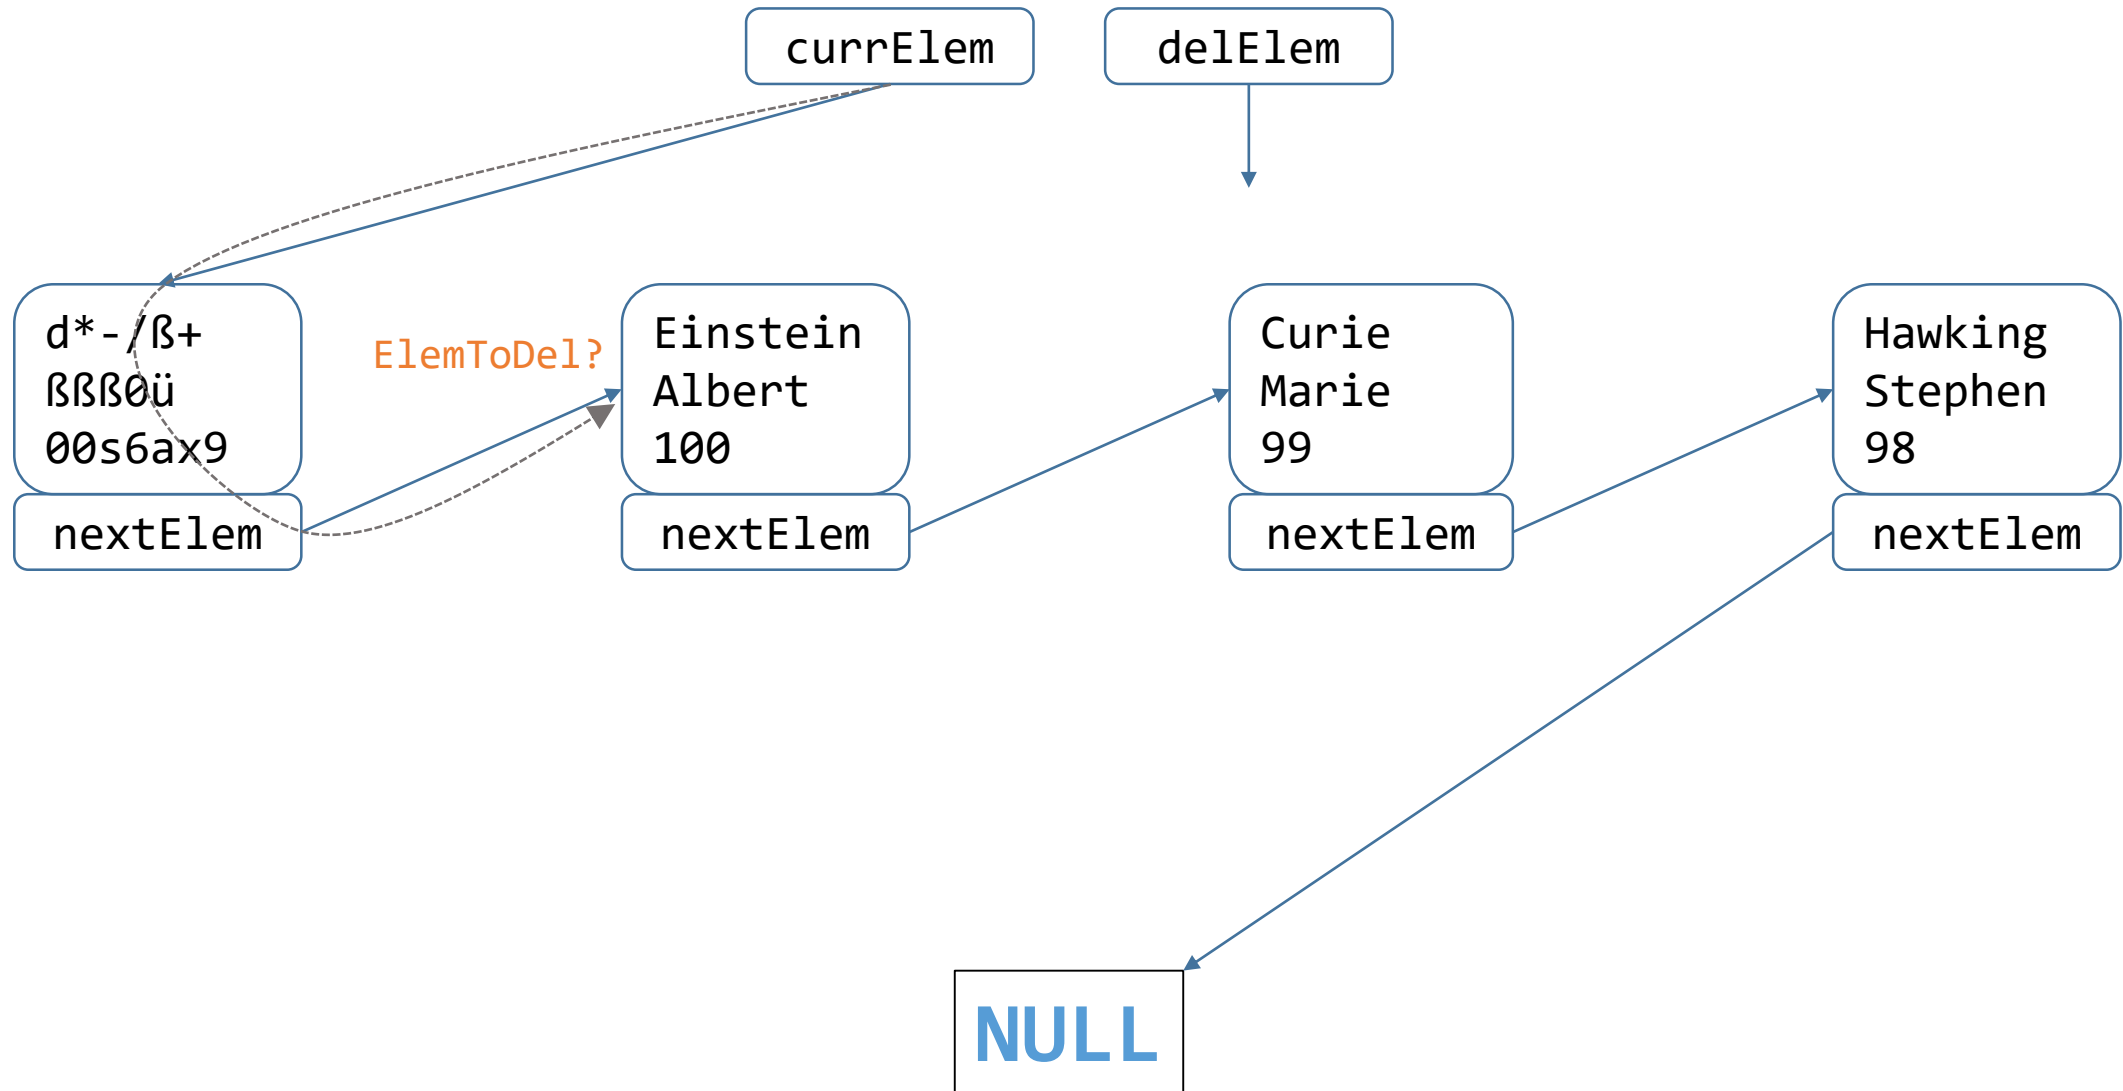 currElem
delElem
d*-/ß+
ßßß0ü
00s6ax9
nextElem
ElemToDel?
Einstein
Albert
100
nextElem
Curie
Marie
99
nextElem
Hawking
Stephen
98
nextElem
NULL